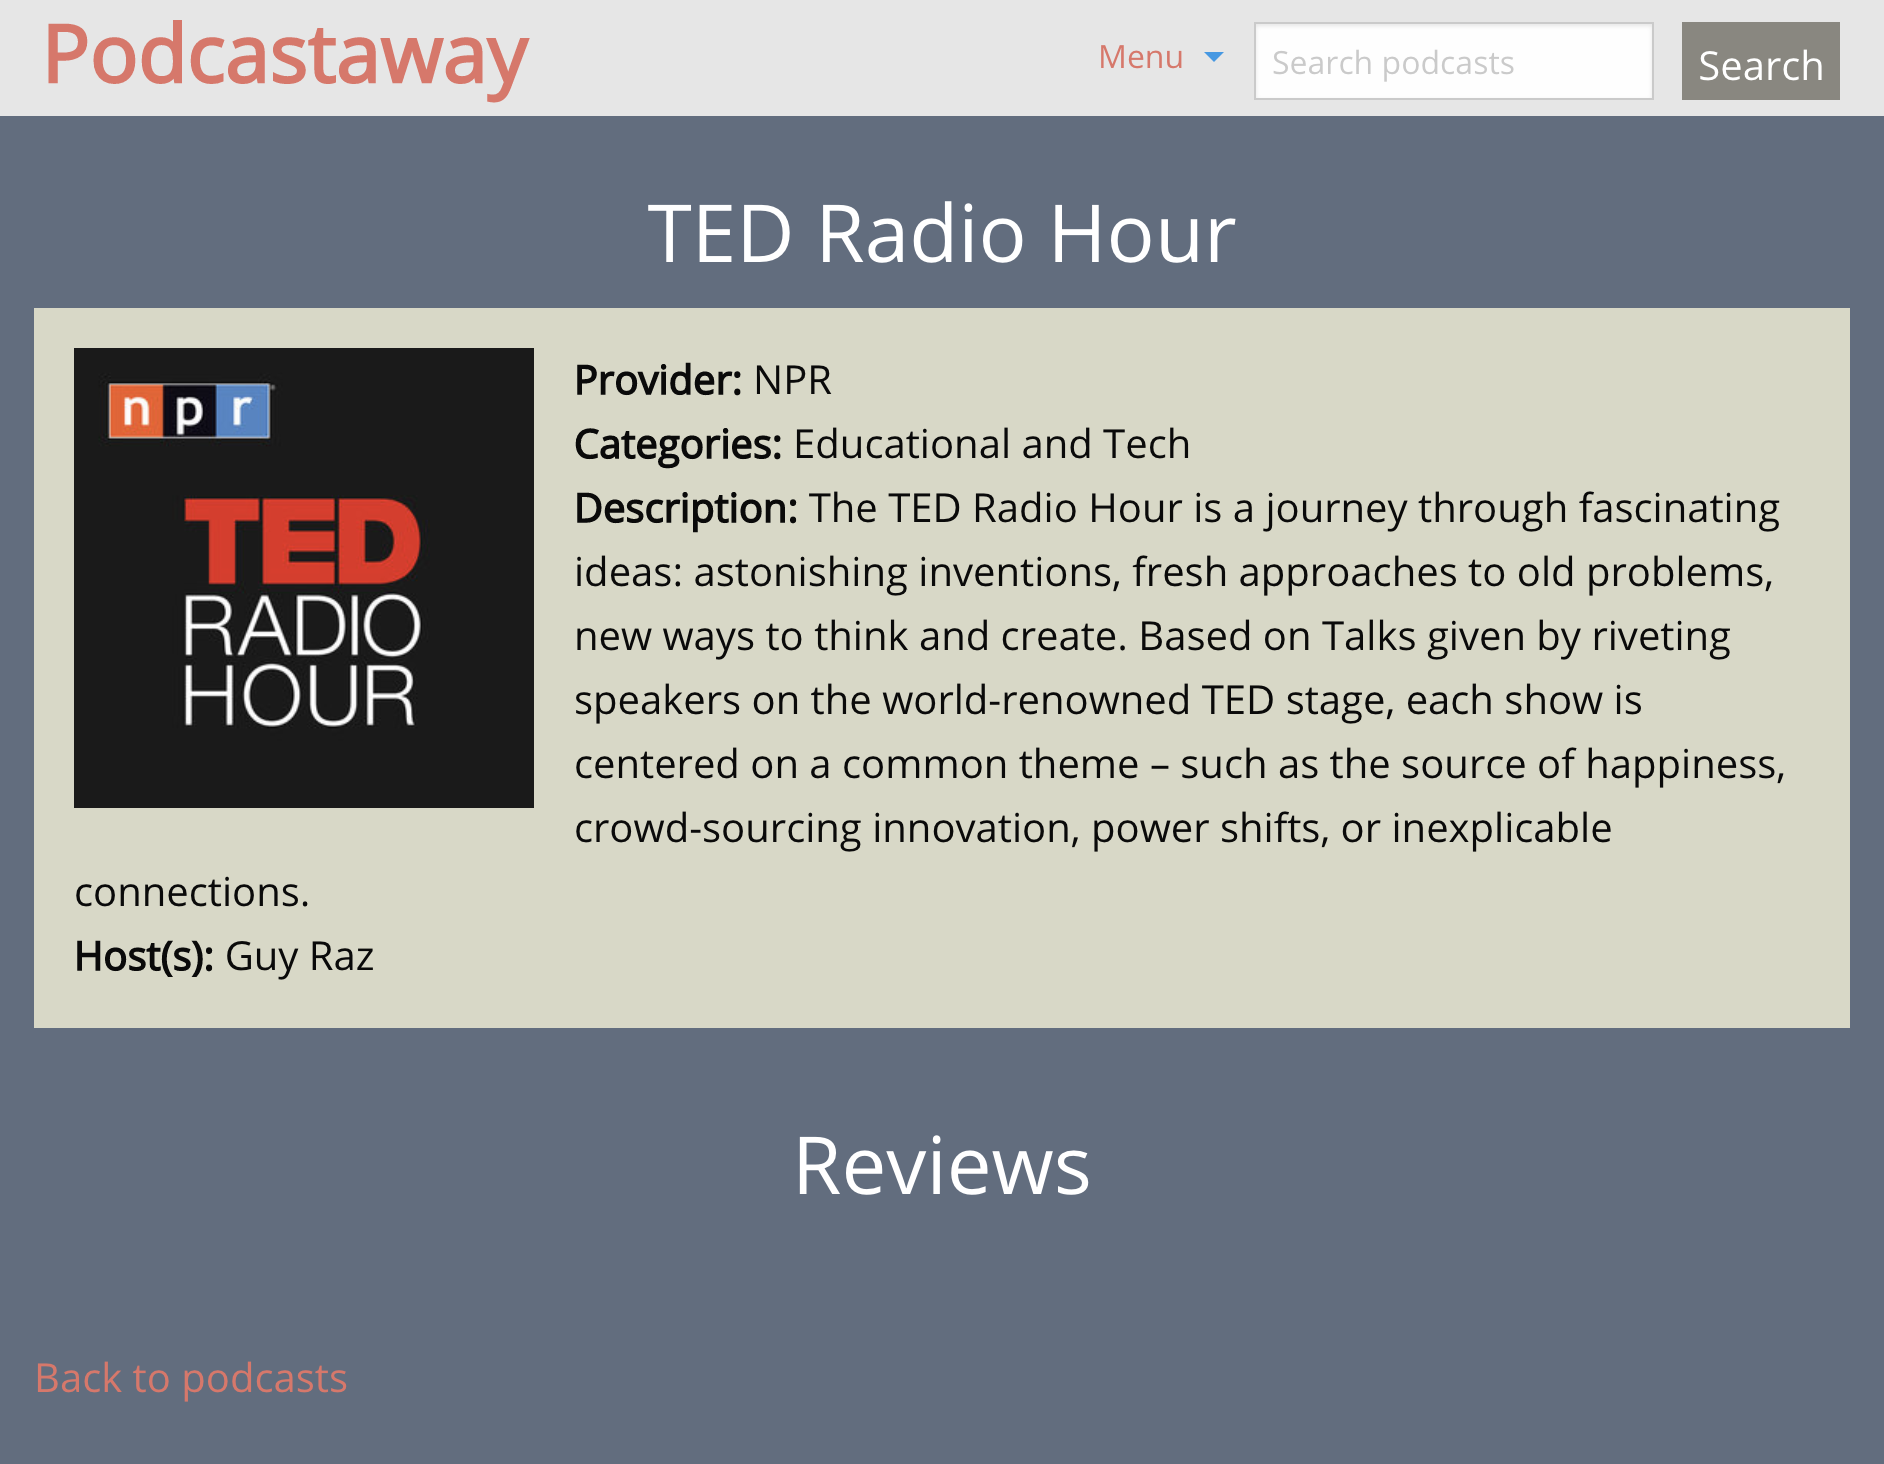 Podcastaway
Menu
Search podcasts
Search
TED Radio Hour
npr
TED
RADIO
HOUR
Provider: NPR
Categories: Educational and Tech
Description: The TED Radio Hour is a journey through fascinating
ideas: astonishing inventions, fresh approaches to old problems,
new ways to think and create. Based on Talks given by riveting
speakers on the world-renowned TED stage, each show is
centered on a common theme – such as the source of happiness,
crowd-sourcing innovation, power shifts, or inexplicable
connections.
Host(s): Guy Raz
Reviews
Back to podcasts